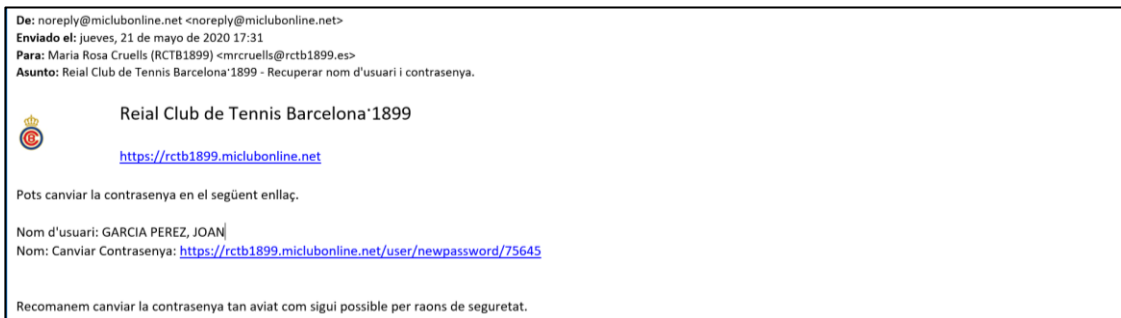 De: noreply@miclubonline.net <noreply@miclubonline.net>
Enviado el: jueves, 21 de mayo de 2020 17:31
Para: Maria Rosa Cruells (RCTB1899) <mrcruells@rctb1899.es>
Asunto: Reial Club de Tennis Barcelona·1899 - Recuperar nom d'usuari i contrasenya.
Reial Club de Tennis Barcelona·1899
https://rctb1899.miclubonline.net
Pots canviar la contrasenya en el següent enllaç.
Nom d'usuari: GARCIA PEREZ, JOAN
Nom: Canviar Contrasenya: https://rctb1899.miclubonline.net/user/newpassword/75645
Recomanem canviar la contrasenya tan aviat com sigui possible per raons de seguretat.